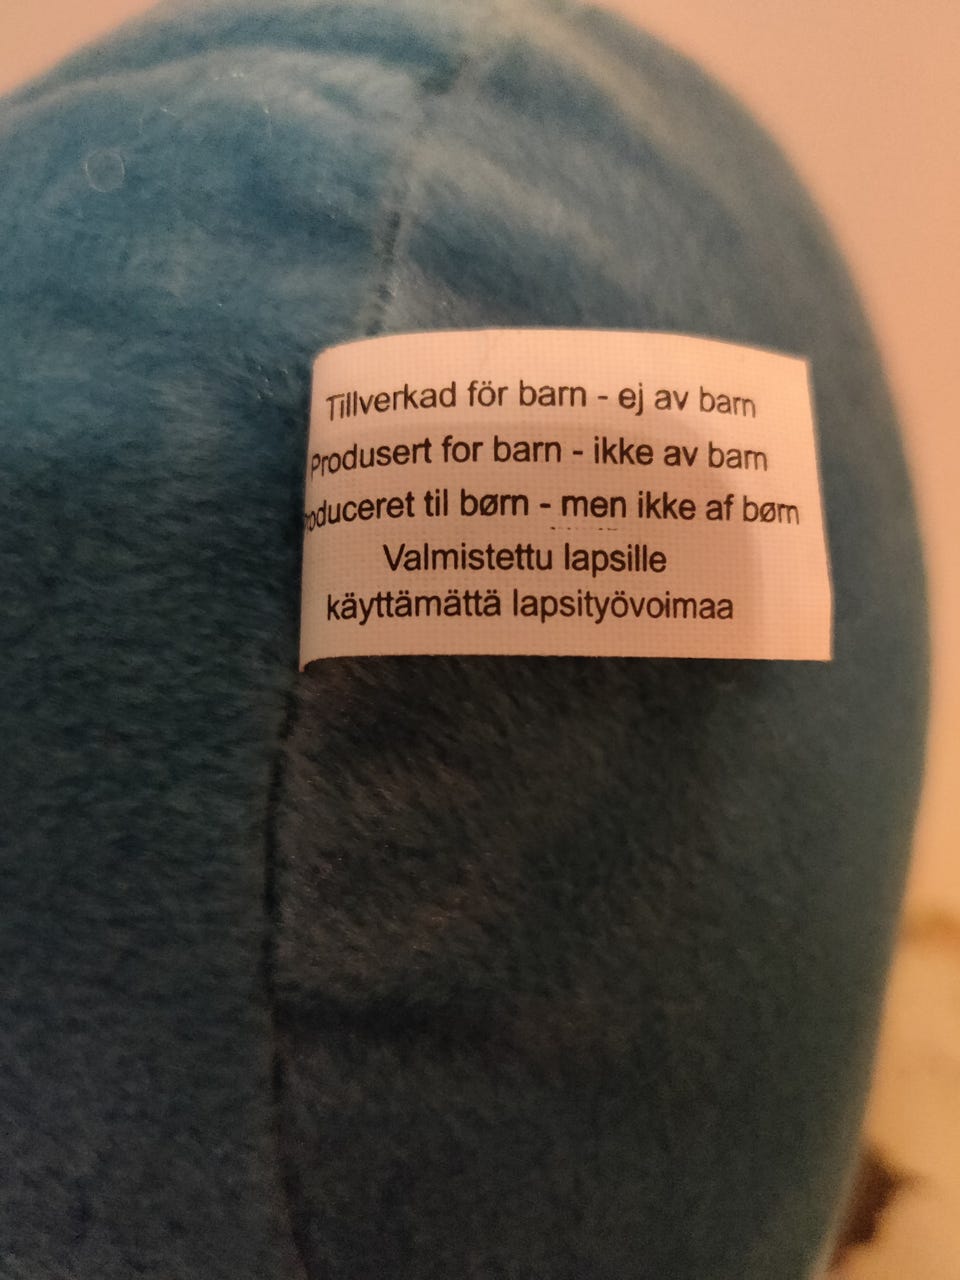 Tillverkad för barn - ej av barn
Produsert for barn - ikke av barn
oduceret til børn - men ikke af børn
Valmistettu lapsille
käyttämättä lapsityövoimaa